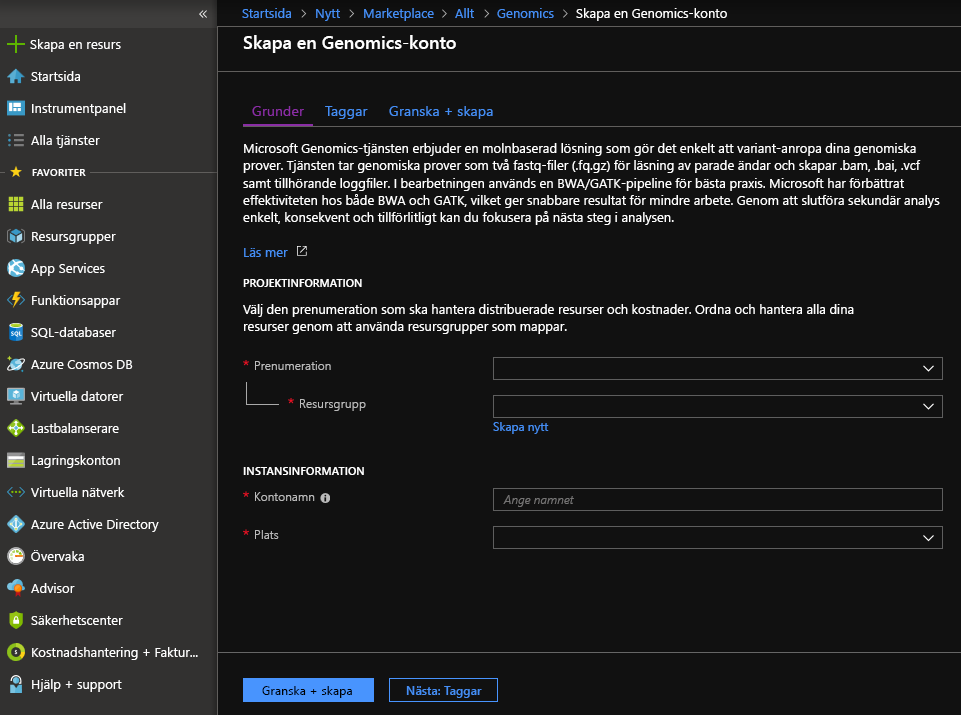 «
Skapa en resurs
Startsida
Instrumentpanel
Alla tjänster
FAVORITER
Alla resurser
Resursgrupper
App Services
Funktionsappar
SQL-databaser
Azure Cosmos DB
Virtuella datorer
Lastbalanserare
Lagringskonton
Virtuella nätverk
Azure Active Directory
Övervaka
Advisor
Säkerhetscenter
Kostnadshantering + Faktur...
Hjälp + support
Startsida > Nytt > Marketplace > Allt > Genomics > Skapa en Genomics-konto
Skapa en Genomics-konto
Grunder Taggar Granska + skapa
Microsoft Genomics-tjänsten erbjuder en molnbaserad lösning som gör det enkelt att variant-anropa dina genomiska
prover. Tjänsten tar genomiska prover som två fastq-filer (.fq.gz) för läsning av parade ändar och skapar .bam, .bai, .vcf
samt tillhörande loggfiler. I bearbetningen används en BWA/GATK-pipeline för bästa praxis. Microsoft har förbättrat
effektiviteten hos både BWA och GATK, vilket ger snabbare resultat för mindre arbete. Genom att slutföra sekundär analys
enkelt, konsekvent och tillförlitligt kan du fokusera på nästa steg i analysen.
Läs mer
PROJEKTINFORMATION
Välj den prenumeration som ska hantera distribuerade resurser och kostnader. Ordna och hantera alla dina
resurser genom att använda resursgrupper som mappar.
* Prenumeration
* Resursgrupp
Skapa nytt
INSTANSINFORMATION
* Kontonamn
Ange namnet
* Plats
Granska + skapa
Nästa: Taggar